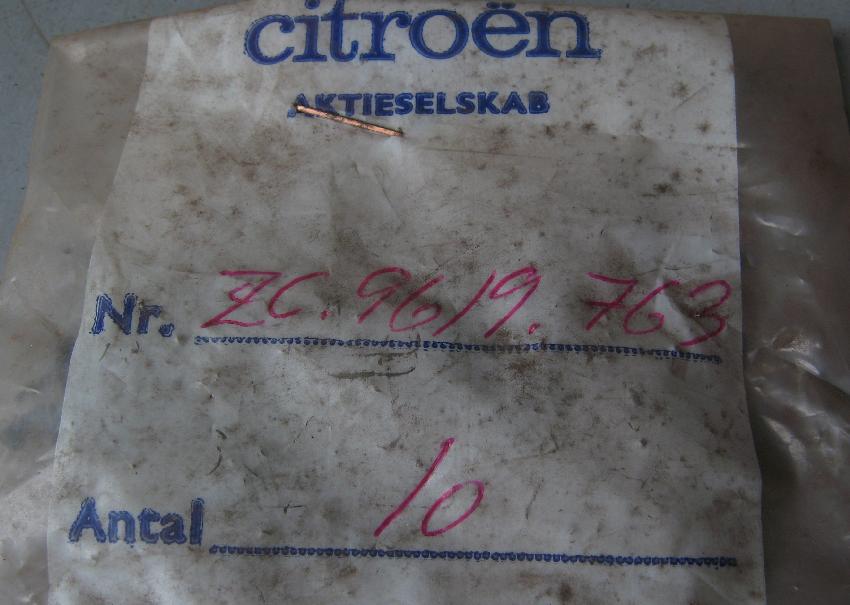 citroën
AKTIESELSKAB
Nr. ZC.9619.763
Antal 10